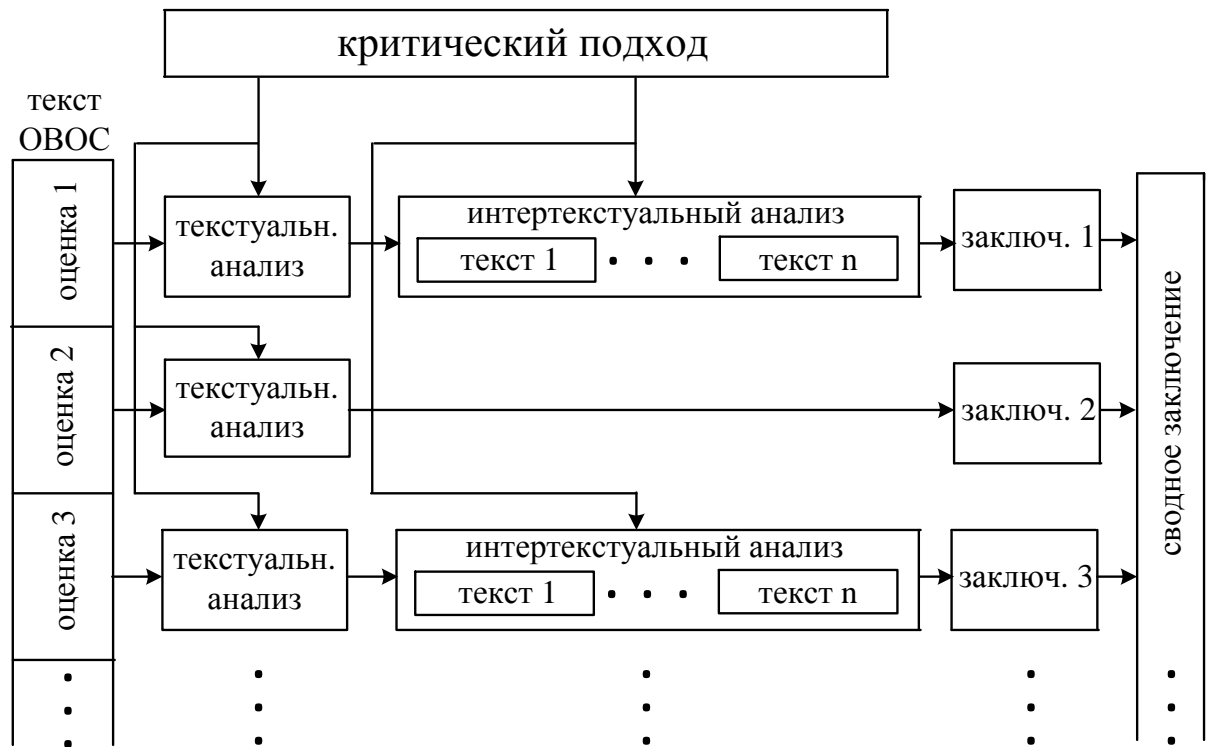 критический подход
текст
ОВОС
оценка 1
текстуальн.
анализ
интертекстуальный анализ
текст 1
текст n
заключ. 1
оценка 2
текстуальн.
анализ
заключ. 2
оценка 3
текстуальн.
анализ
интертекстуальный анализ
текст 1
текст n
заключ. 3
сводное заключение